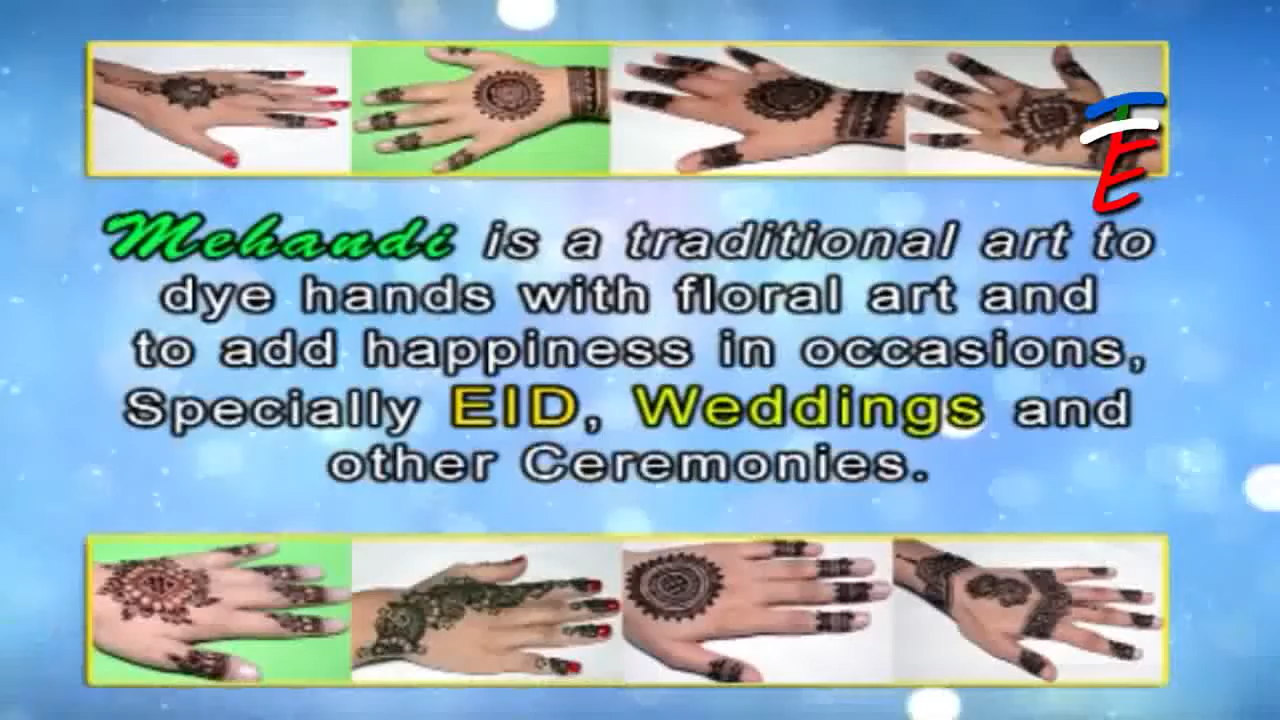 TE
Mehandi is a traditional art to
dye hands with floral art and
to add happiness in occasions,
Specially EID, Weddings and
other Ceremonies.